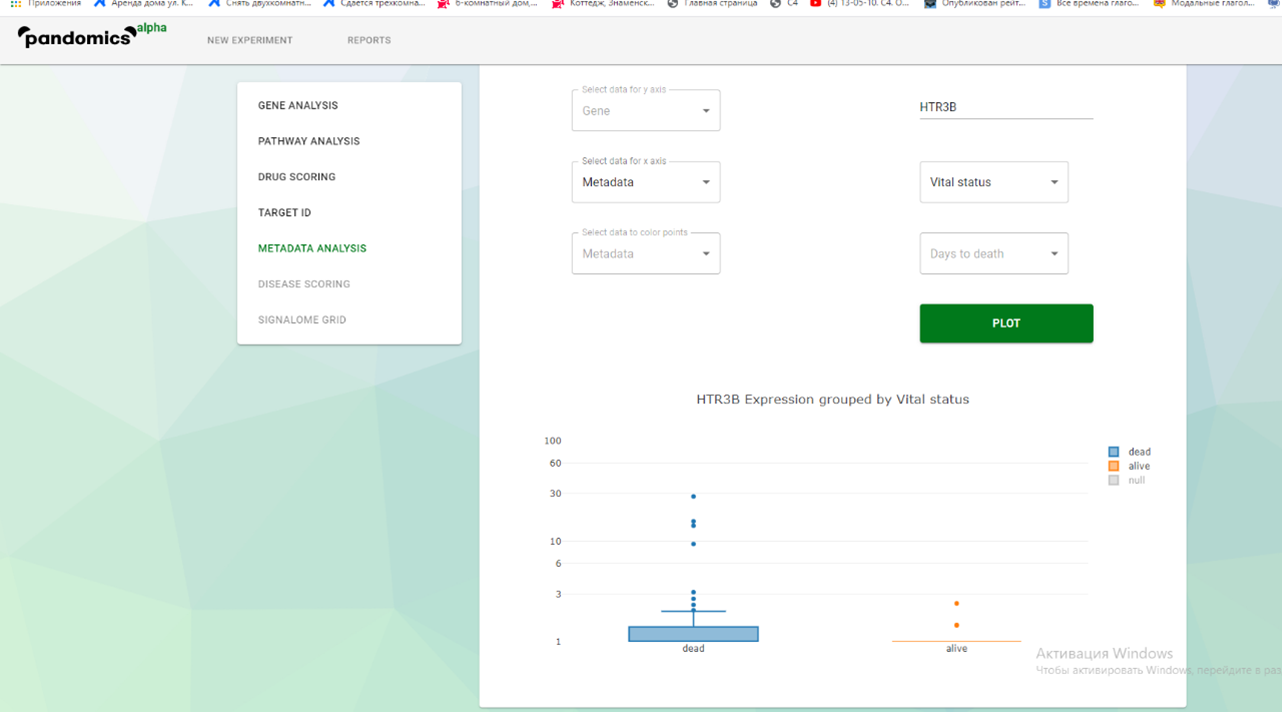 Приложения Аренда дома ул. К... Снять двухкомнатн... Сдается трехкомна... 6-комнатный дом,... Коттедж, Знаменск... Главная страница C4 (4) 13-05-10. C4. O... Опубликован рейт... Все времена глаго... Модальные глагол...
pandomics alpha
NEW EXPERIMENT REPORTS
GENE ANALYSIS
PATHWAY ANALYSIS
DRUG SCORING
TARGET ID
METADATA ANALYSIS
DISEASE SCORING
SIGNALOME GRID
Select data for y axis
Gene
HTR3B
Select data for x axis
Metadata
Vital status
Select data to color points
Metadata
Days to death
PLOT
HTR3B Expression grouped by Vital status
100
60
30
10
6
3
1
dead
alive
dead
alive
null
Активация Windows
Чтобы активировать Windows, перейдите в раз